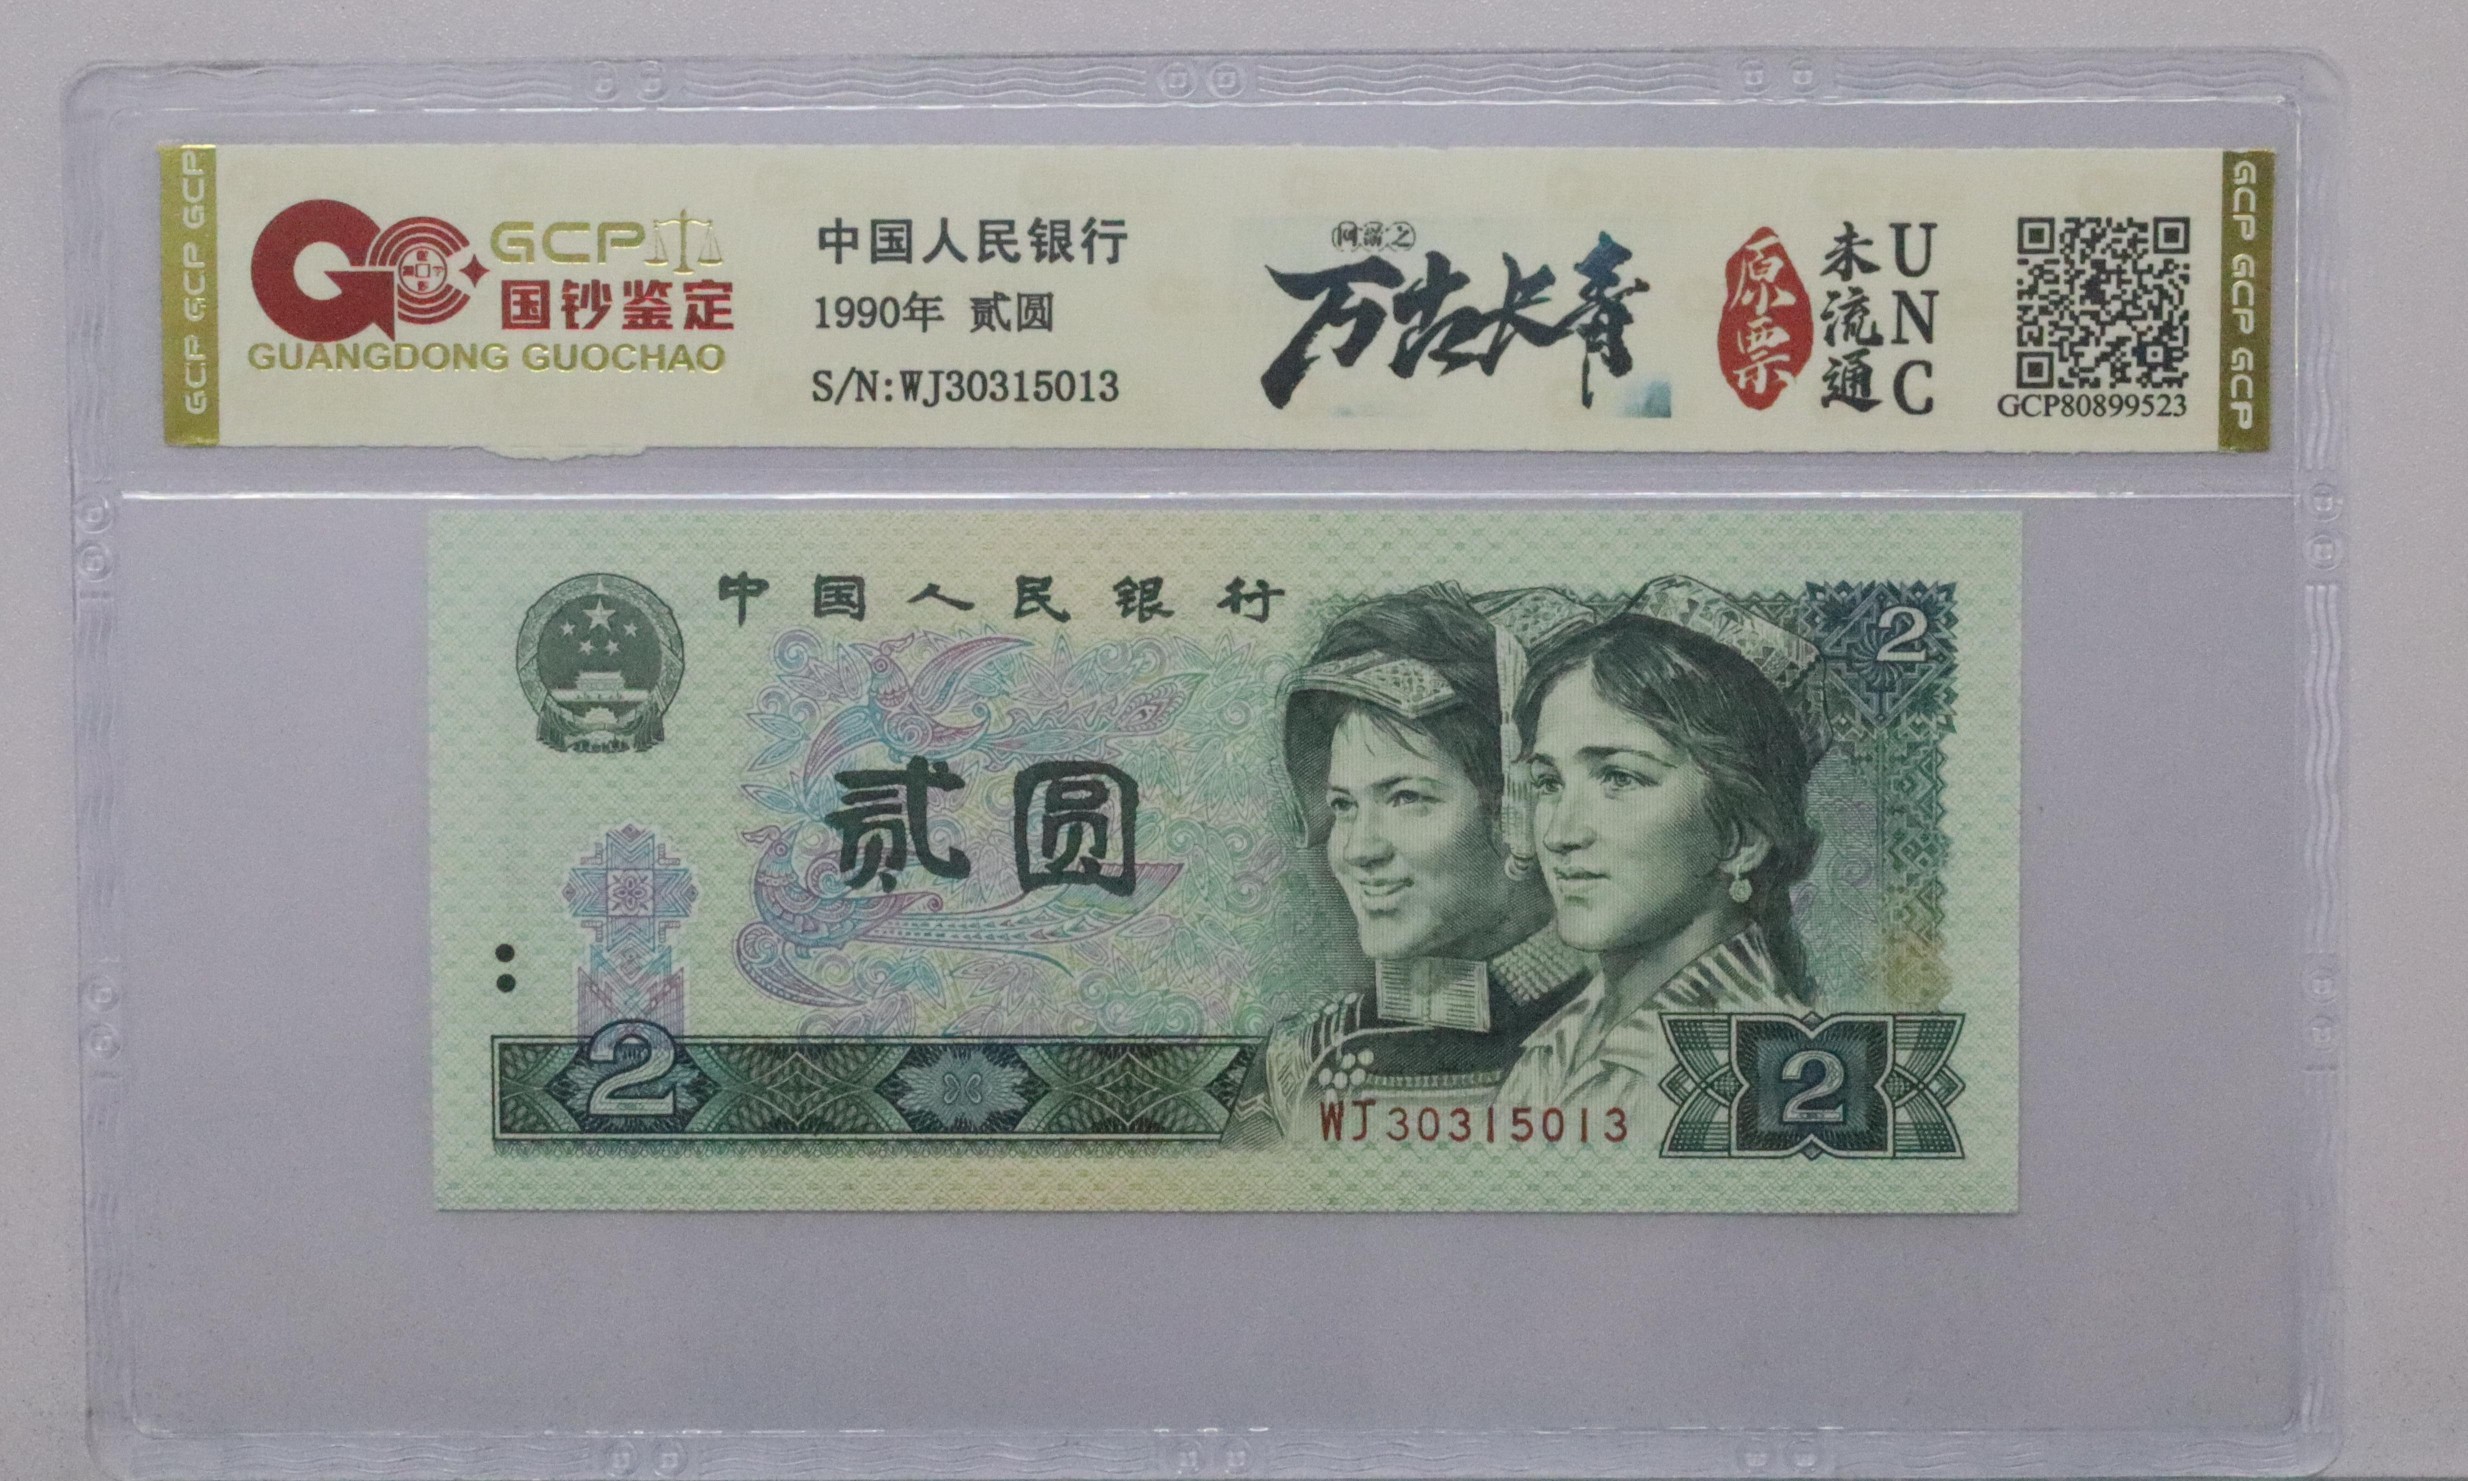 GCP GCP GCP
GCP
国钞鉴定
GUANGDONG GUOCHAO
中国人民银行
1990年 贰圆
S/N:WJ30315013
万古长青
原票
未流通
UNC
GCP80899523
GCP GCP GCP
中国人民银行
2
贰圆
2
2
WJ30315013